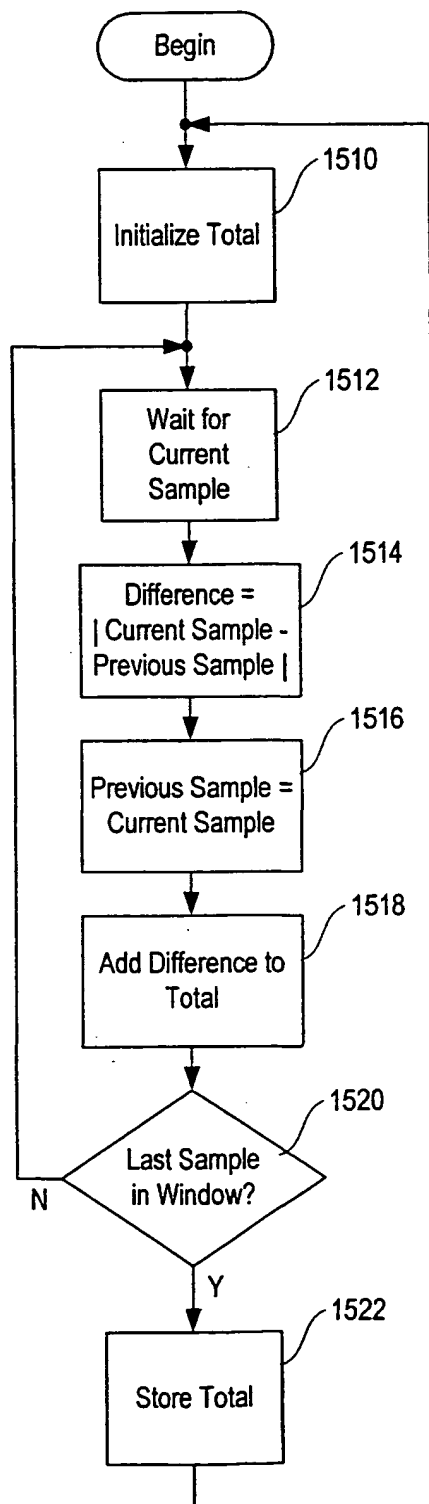 Begin
1510
Initialize Total
1512
Wait for
Current
Sample
1514
Difference =
| Current Sample -
Previous Sample |
1516
Previous Sample =
Current Sample
1518
Add Difference to
Total
1520
Last Sample
in Window?
N
Y
1522
Store Total